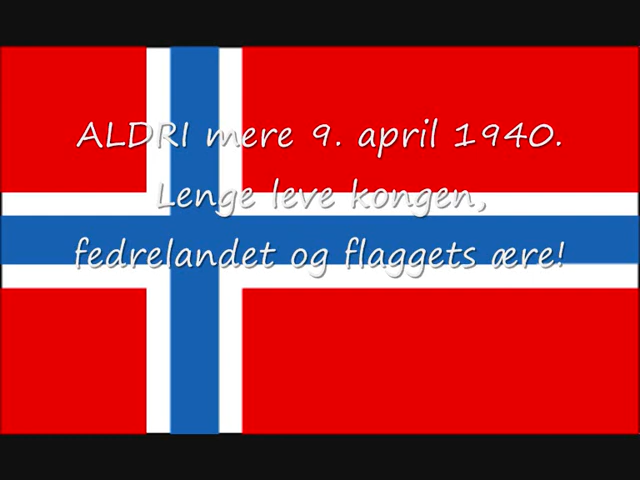 ALDRI mere 9. april 1940.
Lenge leve kongen,
fedrelandet og flaggets ære!